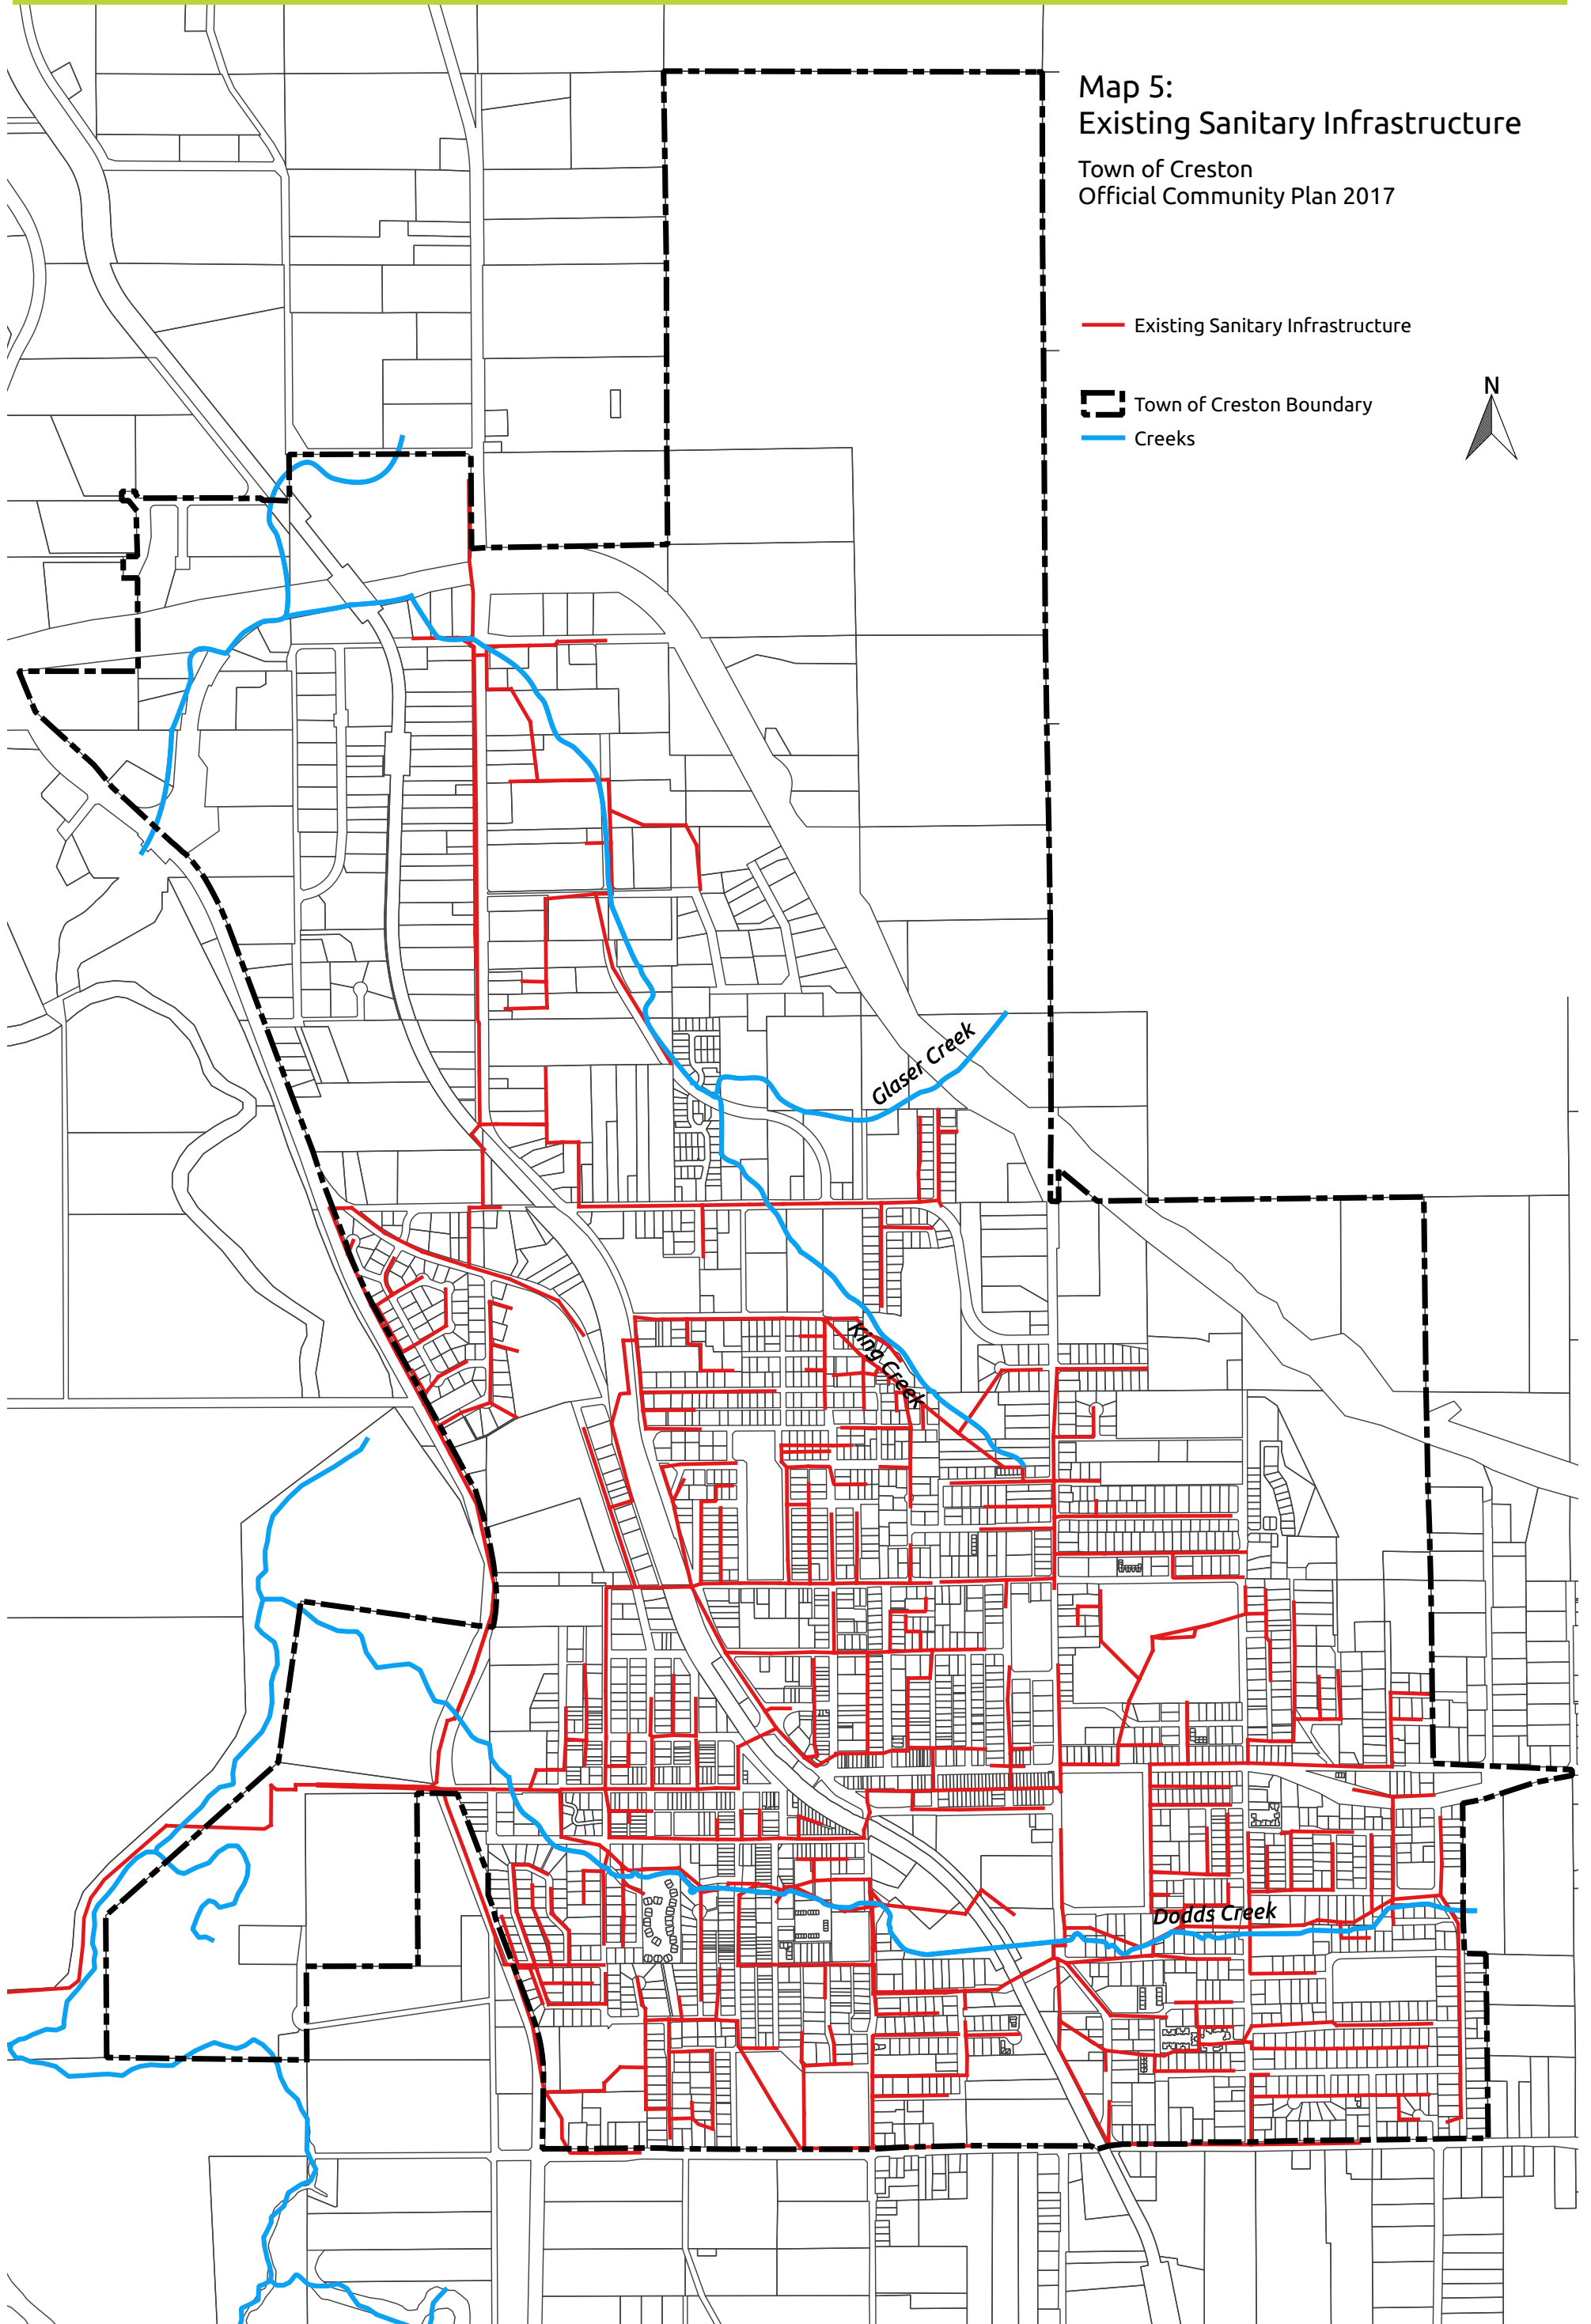 Map 5:
Existing Sanitary Infrastructure
Town of Creston
Official Community Plan 2017
Existing Sanitary Infrastructure
N
Town of Creston Boundary
Creeks
Glaser Creek
King Creek
Dodds Creek